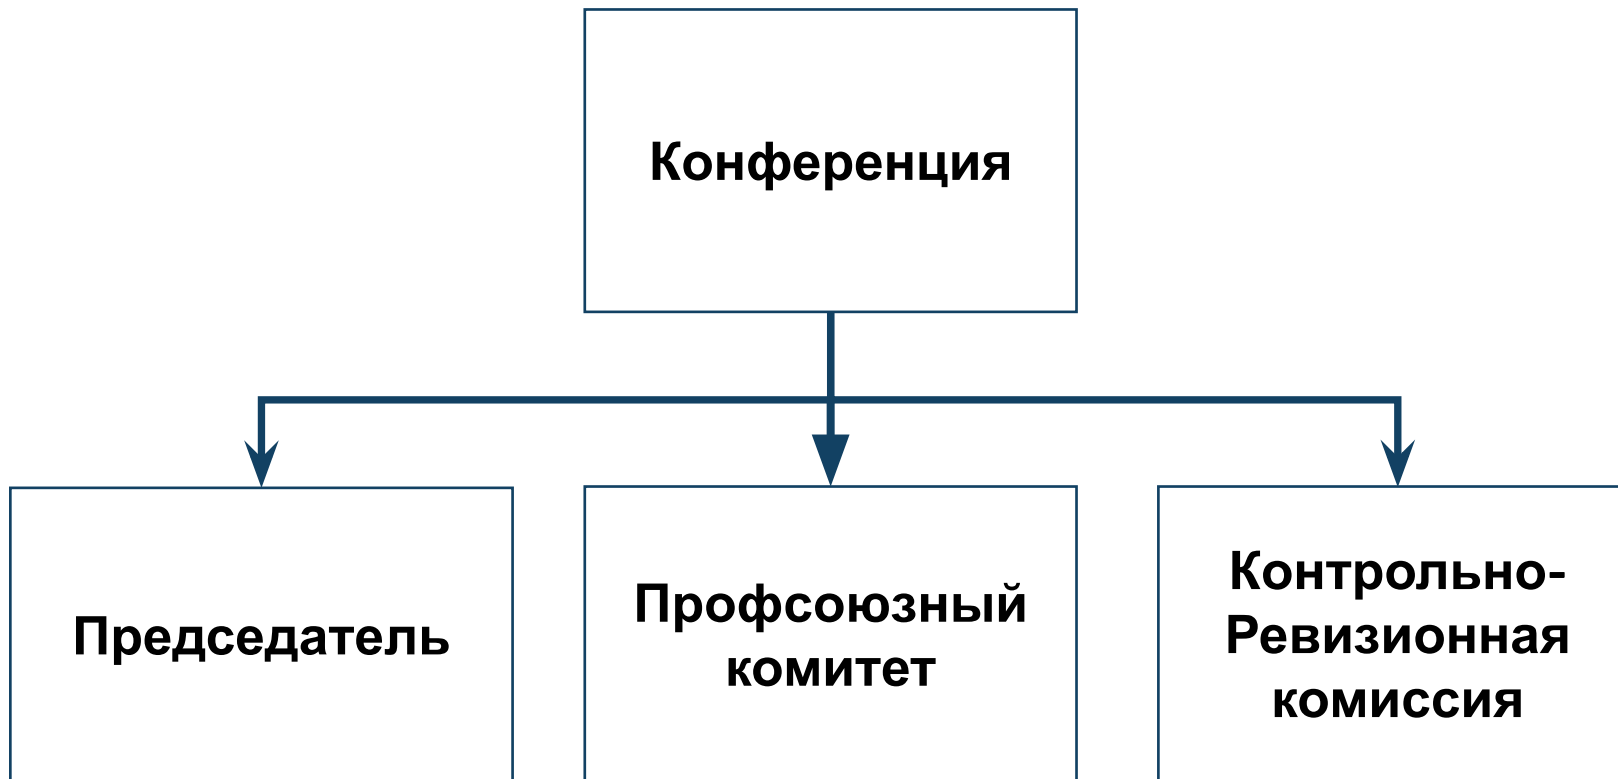 Конференция
Председатель
Профсоюзный
комитет
Контрольно-
Ревизионная
комиссия